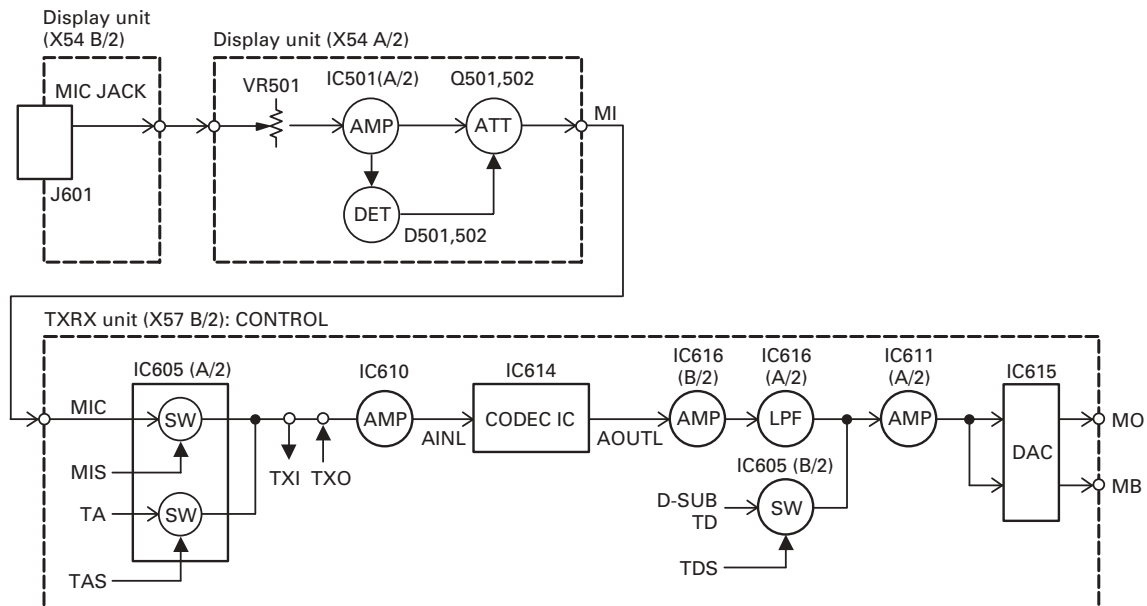 Display unit
(X54 B/2)
Display unit (X54 A/2)
MIC JACK
J601
VR501
IC501(A/2)
Q501,502
AMP
ATT
MI
DET
D501,502
TXRX unit (X57 B/2): CONTROL
IC605 (A/2)
IC610
IC614
IC616
(B/2)
IC616
(A/2)
IC611
(A/2)
IC615
MIC
SW
AMP
CODEC IC
AMP
LPF
AMP
DAC
MO
AINL
AOUTL
MIS
TXI
TXO
IC605 (B/2)
MB
TA
SW
D-SUB
TD
SW
TAS
TDS